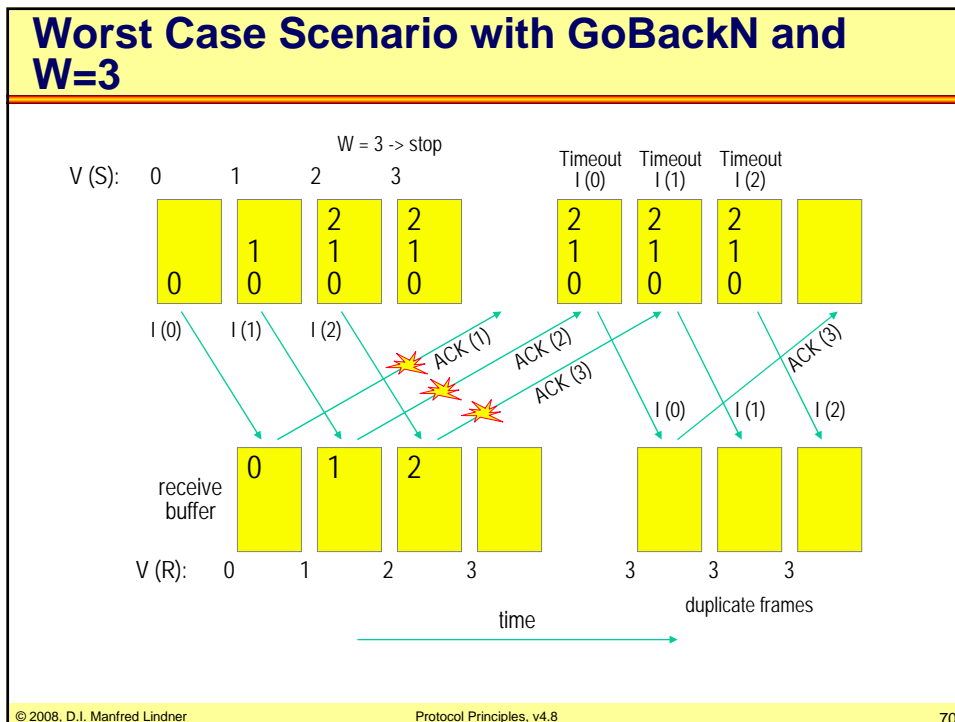 Worst Case Scenario with GoBackN and
W=3
W = 3 -> stop
Timeout Timeout Timeout
I (0) I (1) I (2)
V (S): 0 1 2 3
2 2 2 2 2
1 1 1 1 1 1
0 0 0 0 0 0 0
I (0) I (1) I (2)
ACK (1)
ACK (2)
ACK (3)
ACK (3)
I (0) I (1) I (2)
0 1 2
receive
buffer
V (R): 0 1 2 3 3 3 3
duplicate frames
time
© 2008, D.I. Manfred Lindner Protocol Principles, v4.8 70